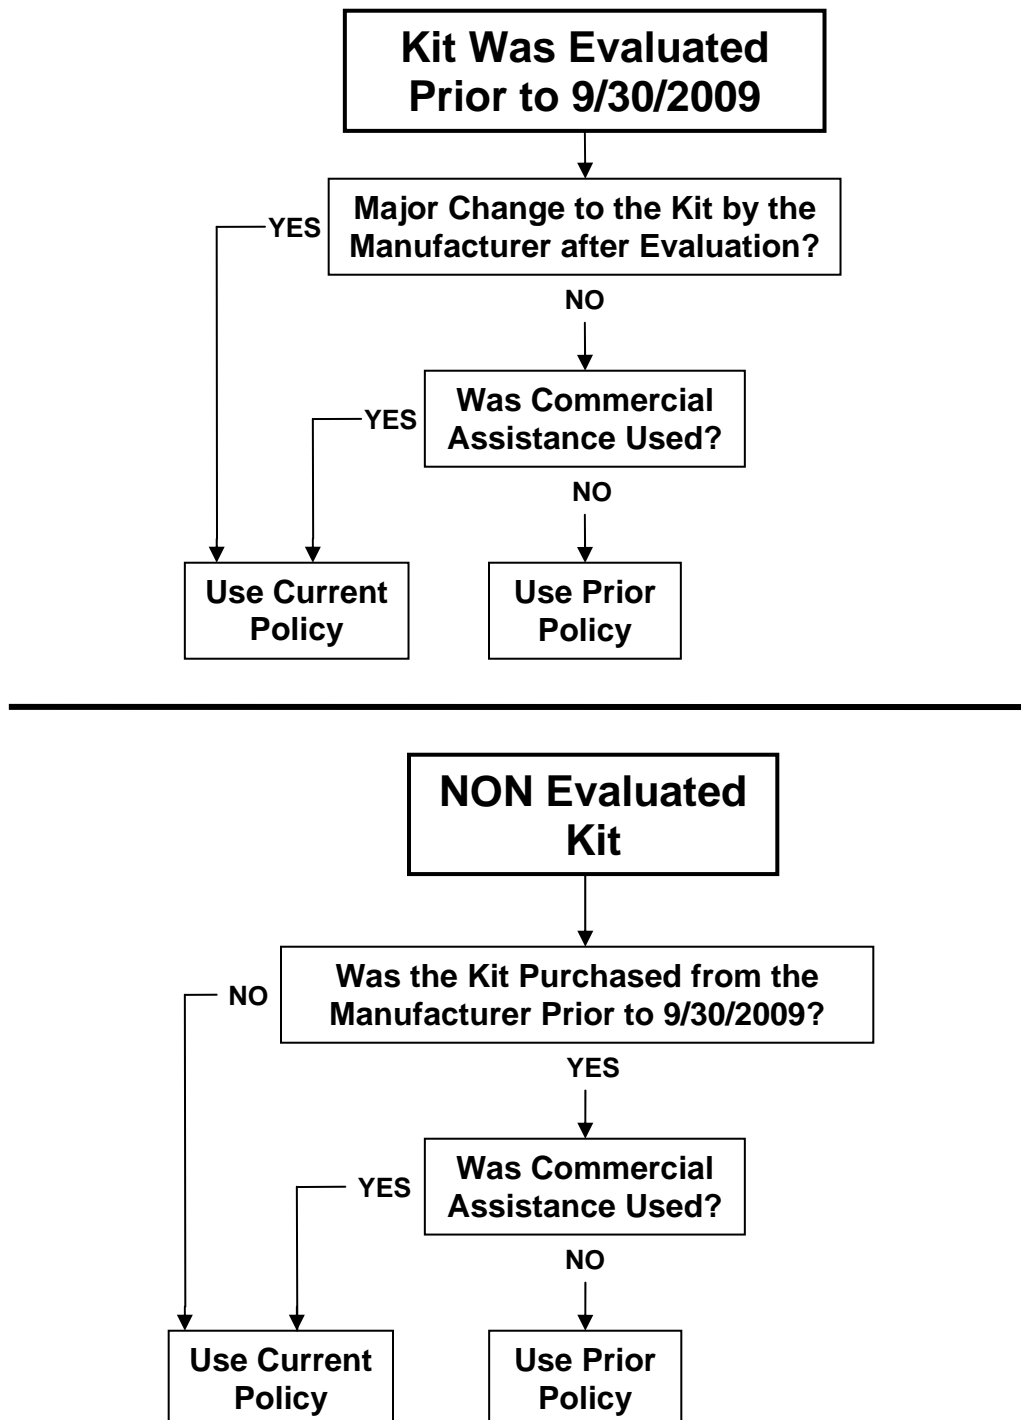 Kit Was Evaluated
Prior to 9/30/2009
Major Change to the Kit by the
Manufacturer after Evaluation?
YES
NO
Was Commercial
Assistance Used?
YES
NO
Use Current
Policy
Use Prior
Policy
NON Evaluated
Kit
Was the Kit Purchased from the
Manufacturer Prior to 9/30/2009?
NO
YES
Was Commercial
Assistance Used?
YES
NO
Use Current
Policy
Use Prior
Policy